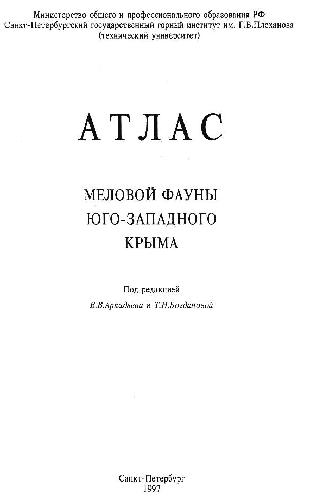 Министерство общего и профессионального образования РФ
Санкт-Петербургский государственный горный институт им. Г.В.Плеханова
(технический университет)
АТЛАС
МЕЛОВОЙ ФАУНЫ
ЮГО-ЗАПАДНОГО
КРЫМА
Под редакцией
В.В.Аркадьева и Т.Н.Богдановой
Санкт-Петербург
1997